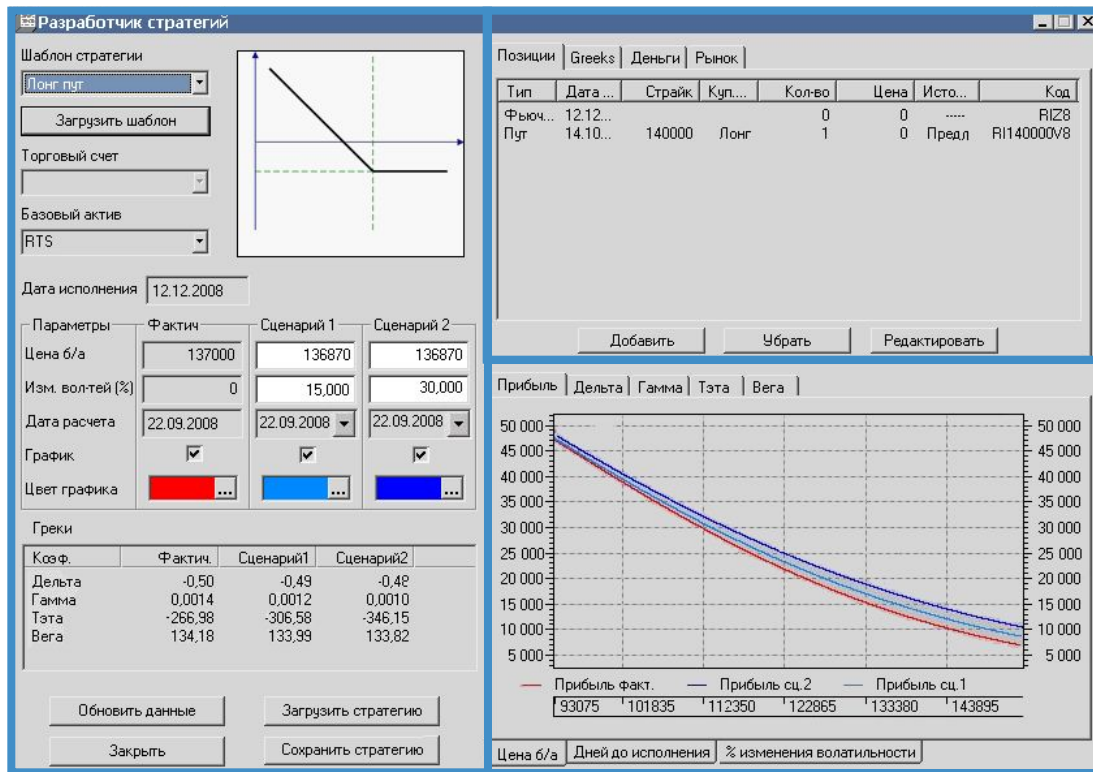 Разработчик стратегий
Шаблон стратегии
Лонг пут
Загрузить шаблон
Торговый счет
Базовый актив
RTS
Дата исполнения 12.12.2008
Параметры Фактич Сценарий 1 Сценарий 2
Цена б/а 137000 136870 136870
Изм. вол-тей (%) 0 15,000 30,000
Дата расчета 22.09.2008 22.09.2008 22.09.2008
График
Цвет графика ... ... ...
Греки
Коэф. Фактич. Сценарий1 Сценарий2
Дельта -0,50 -0,49 -0,48
Гамма 0,0014 0,0012 0,0010
Тэта -266,98 -306,58 -346,15
Вега 134,18 133,99 133,82
Обновить данные Загрузить стратегию
Закрыть Сохранить стратегию
Позиции Greeks Деньги Рынок
Тип Дата ... Страйк Куп.... Кол-во Цена Исто... Код
Фьюч... 12.12... 0 0 ----- RIZ8
Пут 14.10... 140000 Лонг 1 0 Предл RI140000V8
Добавить Убрать Редактировать
Прибыль Дельта Гамма Тэта Вега
50 000 50 000
45 000 45 000
40 000 40 000
35 000 35 000
30 000 30 000
25 000 25 000
20 000 20 000
15 000 15 000
10 000 10 000
5 000 5 000
Прибыль факт. Прибыль сц.2 Прибыль сц.1
93075 101835 112350 122865 133380 143895
Цена б/а Дней до исполнения % изменения волатильности